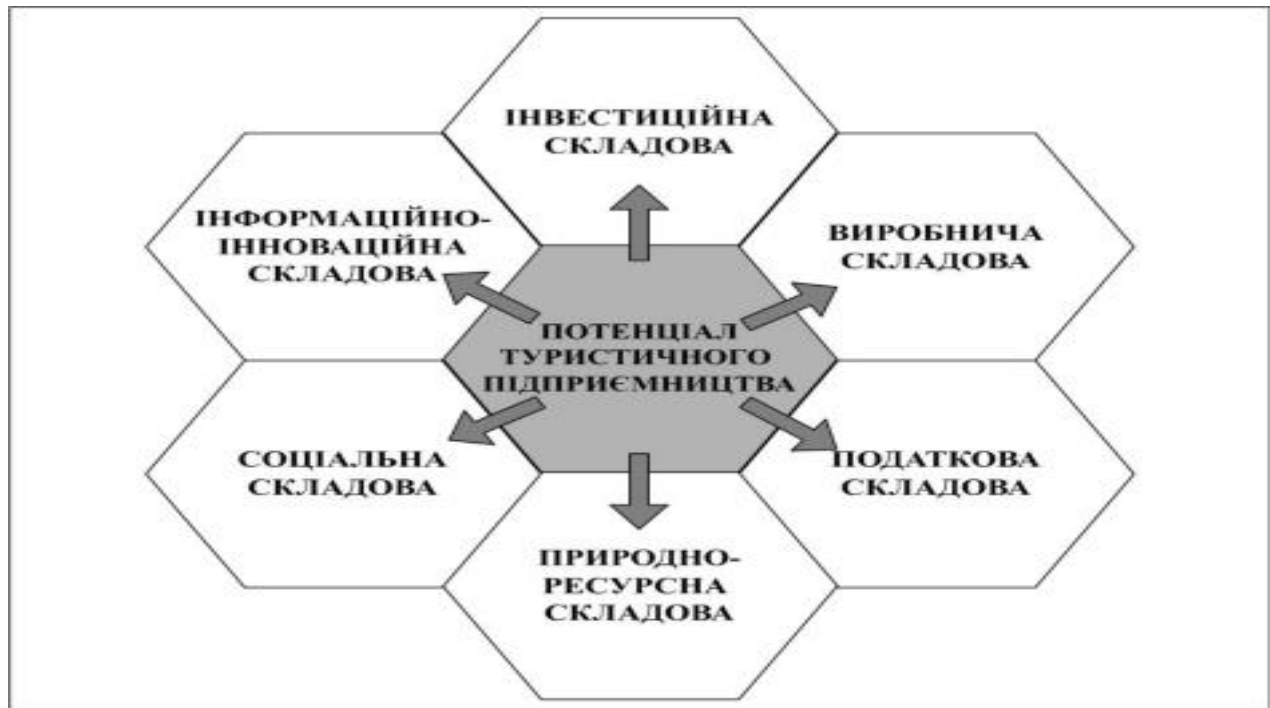 ІНВЕСТИЦІЙНА
СКЛАДОВА
ІНФОРМАЦІЙНО-
ІННОВАЦІЙНА
СКЛАДОВА
ВИРОБНИЧА
СКЛАДОВА
ПОТЕНЦІАЛ
ТУРИСТИЧНОГО
ПІДПРИЄМНИЦТВА
СОЦІАЛЬНА
СКЛАДОВА
ПОДАТКОВА
СКЛАДОВА
ПРИРОДНО-
РЕСУРСНА
СКЛАДОВА